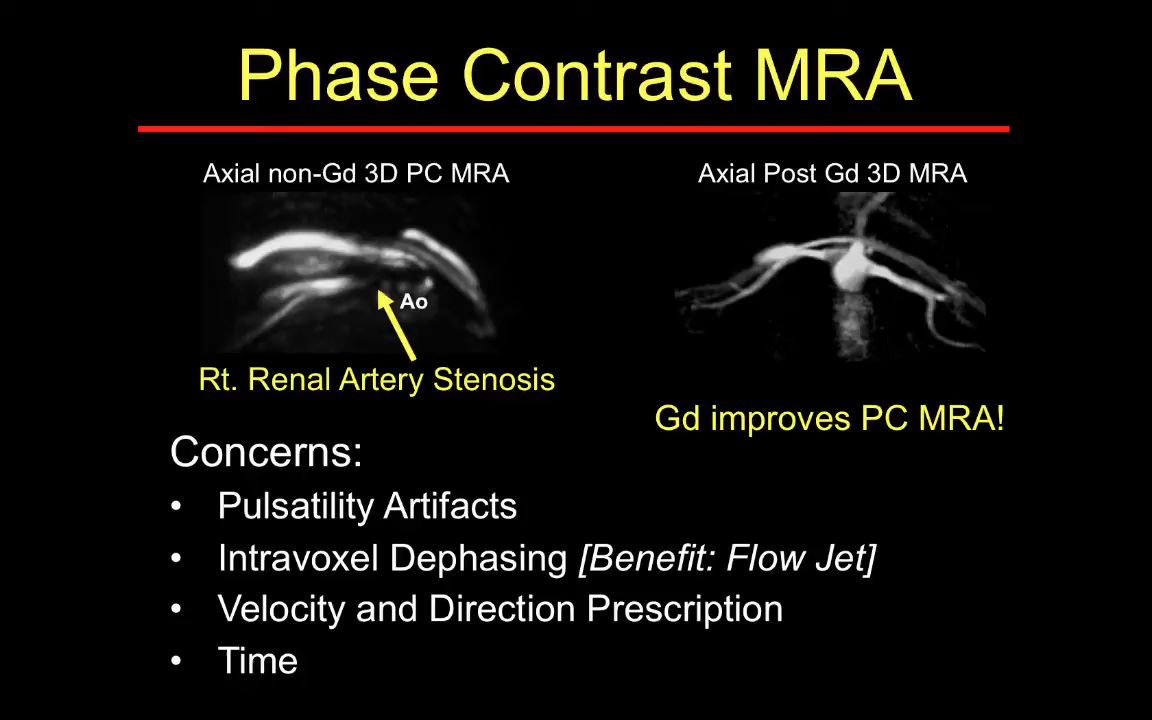 Phase Contrast MRA
Axial non-Gd 3D PC MRA
Axial Post Gd 3D MRA
Ao
Rt. Renal Artery Stenosis
Gd improves PC MRA!
Concerns:
• Pulsatility Artifacts
• Intravoxel Dephasing [Benefit: Flow Jet]
• Velocity and Direction Prescription
• Time